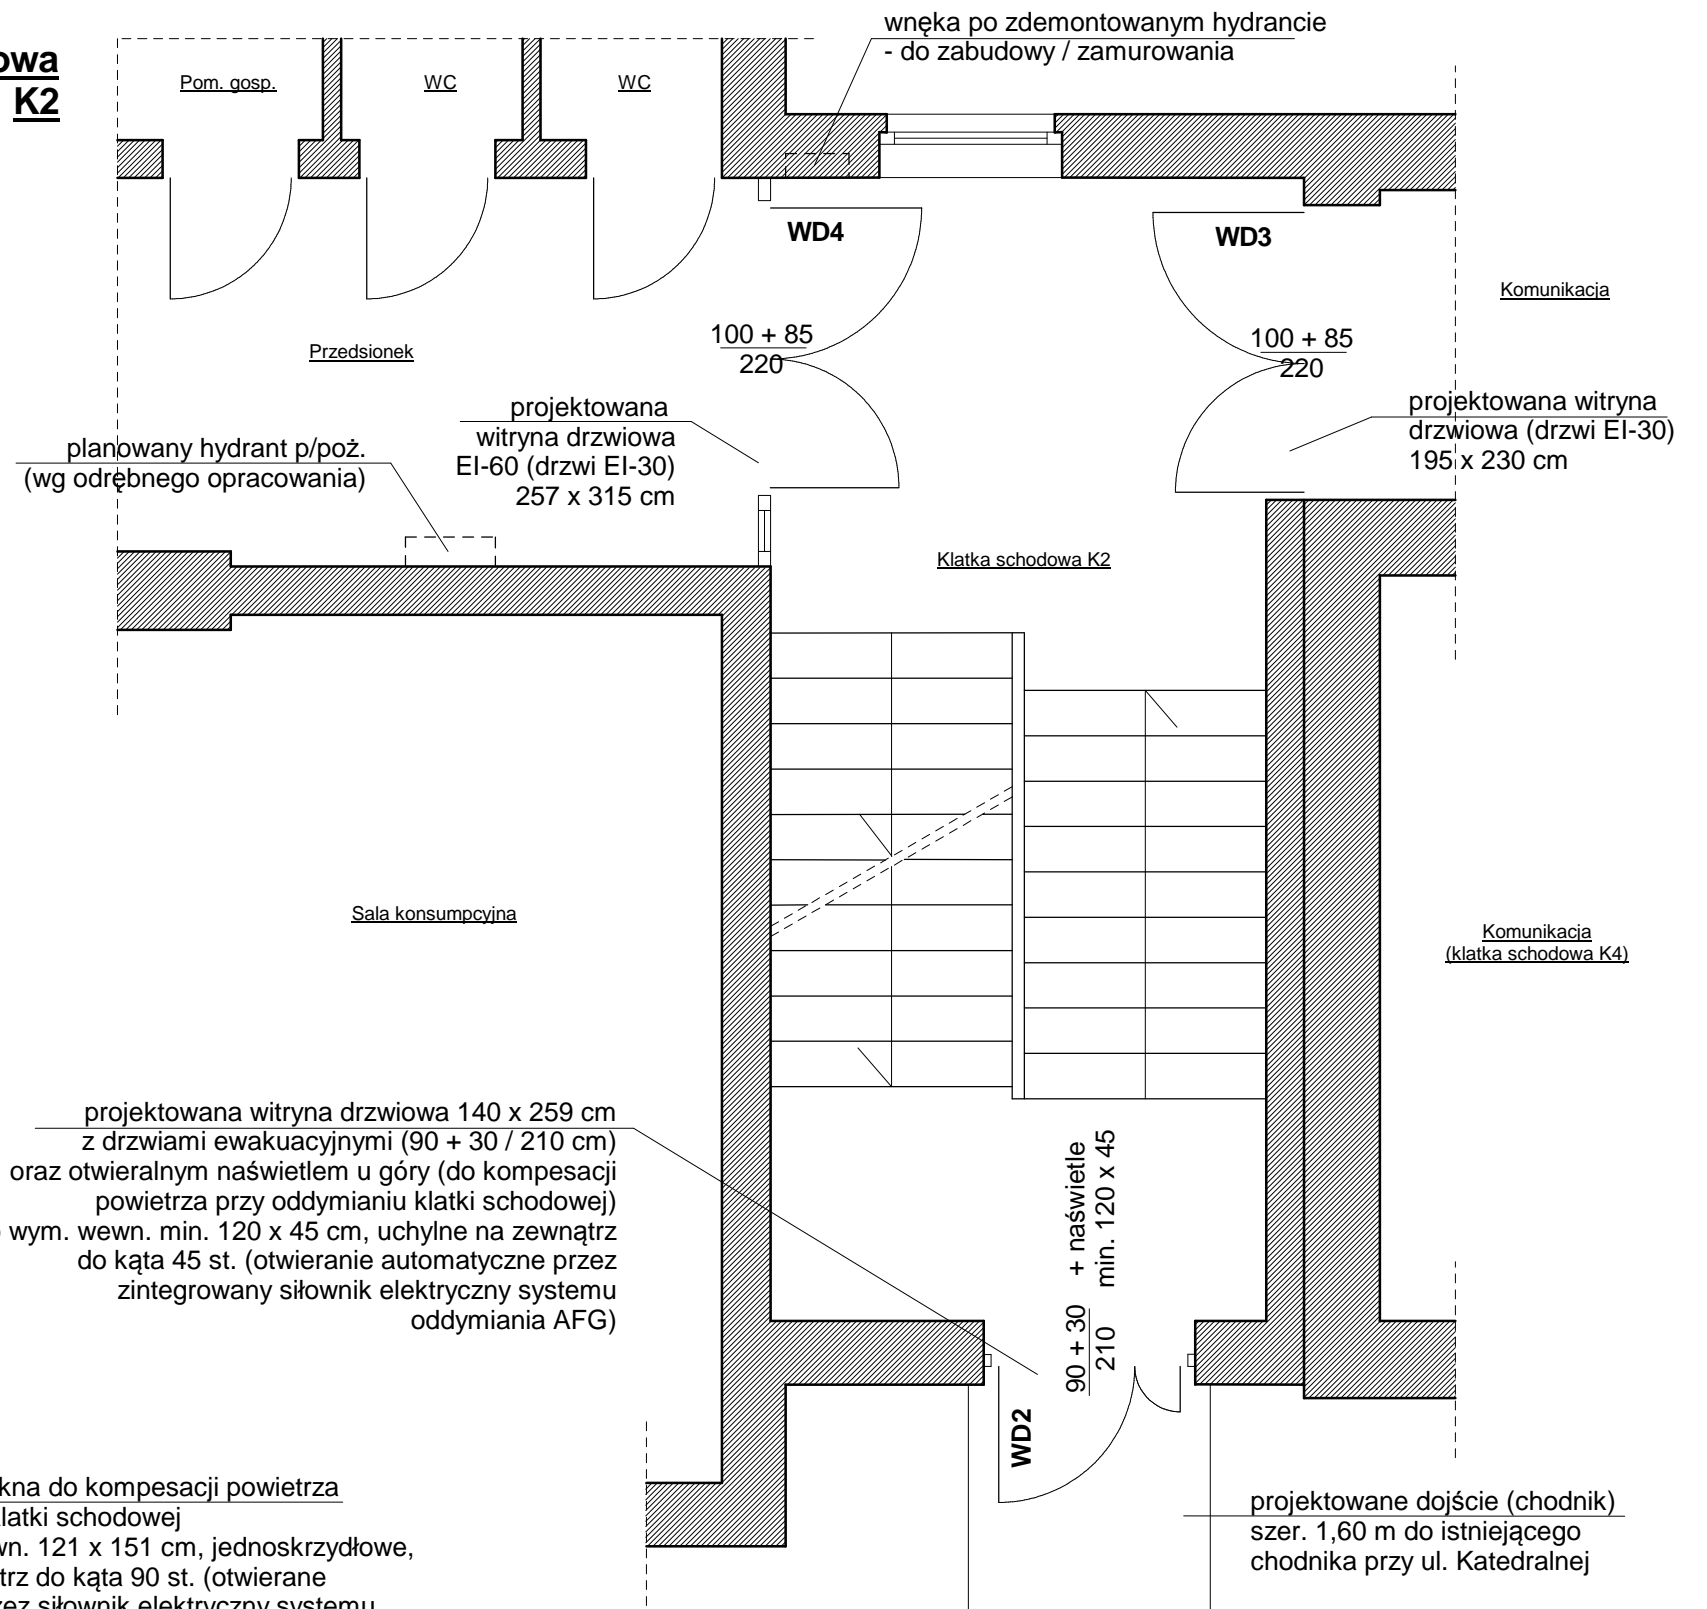 owa
K2
Pom. gosp.
WC
WC
wnęka po zdemontowanym hydrancie
- do zabudowy / zamurowania
WD4
WD3
Komunikacja
Przedsionek
100 + 85
220
100 + 85
220
projektowana
witryna drzwiowa
EI-60 (drzwi EI-30)
257 x 315 cm
projektowana witryna
drzwiowa (drzwi EI-30)
195 x 230 cm
planowany hydrant p/poż.
(wg odrębnego opracowania)
Klatka schodowa K2
Sala konsumpcyjna
Komunikacja
(klatka schodowa K4)
projektowana witryna drzwiowa 140 x 259 cm
z drzwiami ewakuacyjnymi (90 + 30 / 210 cm)
oraz otwieralnym naświetlem u góry (do kompesacji
powietrza przy oddymianiu klatki schodowej)
wym. wewn. min. 120 x 45 cm, uchylne na zewnątrz
do kąta 45 st. (otwieranie automatyczne przez
zintegrowany siłownik elektryczny systemu
oddymiania AFG)
90 + 30
210
+ naświetle
min. 120 x 45
WD2
kna do kompesacji powietrza
latki schodowej
wn. 121 x 151 cm, jednoskrzydłowe,
trz do kąta 90 st. (otwierane
zez siłownik elektryczny systemu
projektowane dojście (chodnik)
szer. 1,60 m do istniejącego
chodnika przy ul. Katedralnej